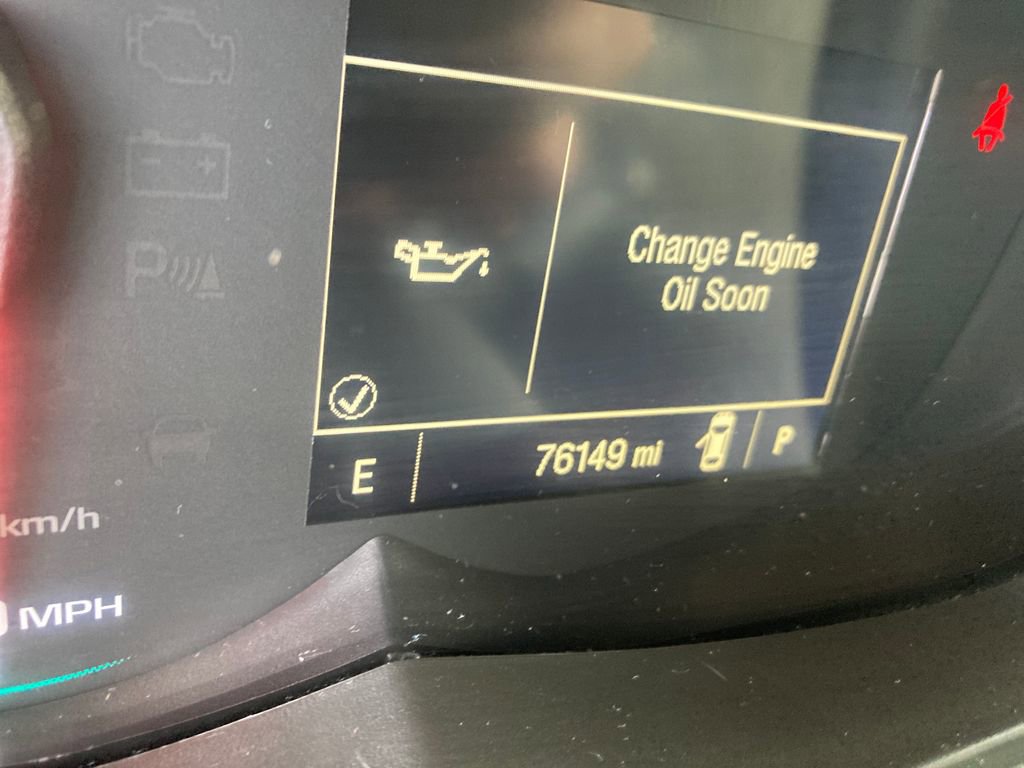 Change Engine
Oil Soon
E
76149 mi
P
P
km/h
MPH